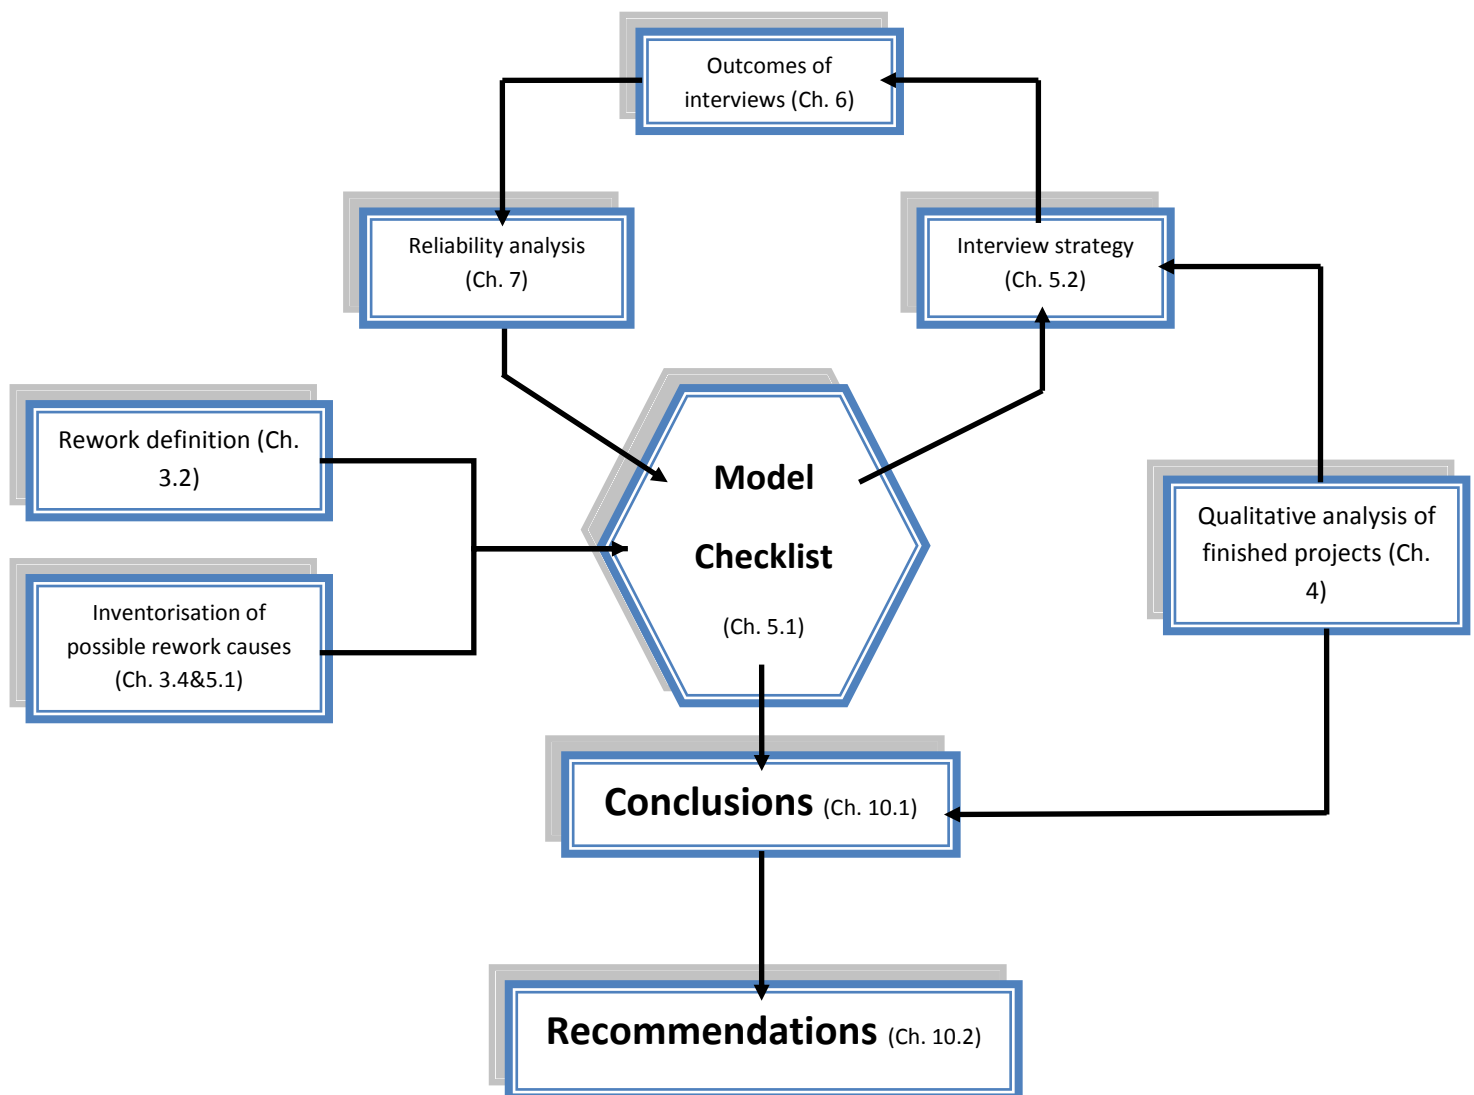 Outcomes of
interviews (Ch. 6)
Reliability analysis
(Ch. 7)
Interview strategy
(Ch. 5.2)
Rework definition (Ch.
3.2)
Inventorisation of
possible rework causes
(Ch. 3.4&5.1)
Model
Checklist
(Ch. 5.1)
Qualitative analysis of
finished projects (Ch.
4)
Conclusions (Ch. 10.1)
Recommendations (Ch. 10.2)